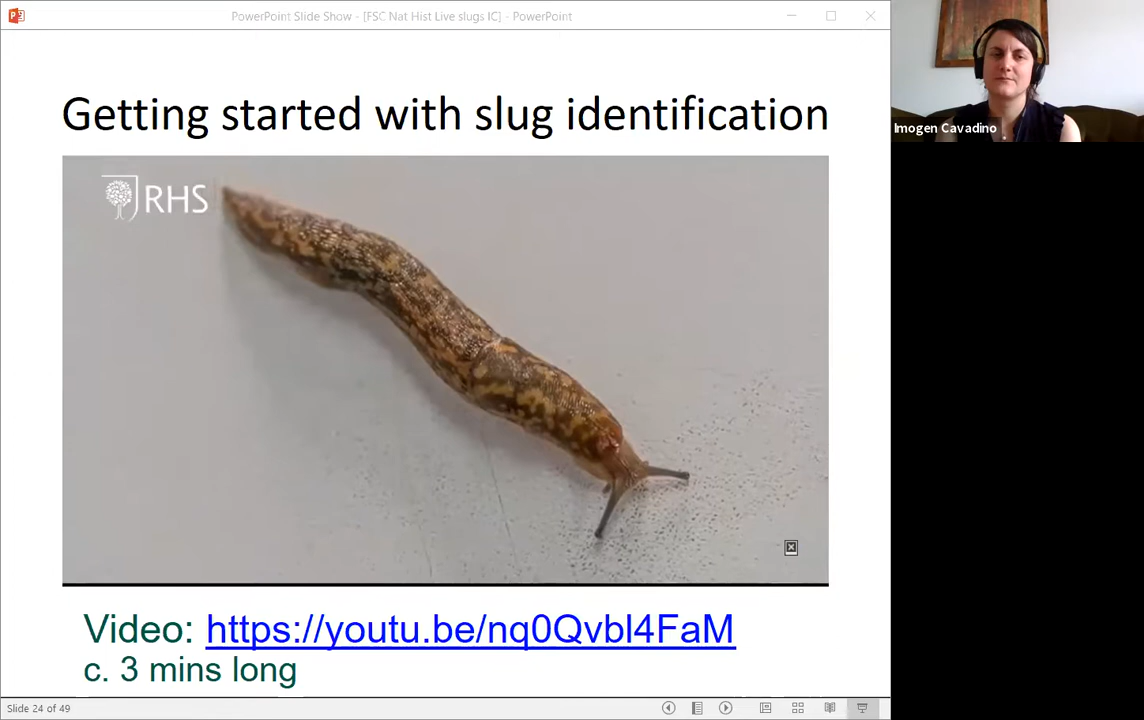 PowerPoint Slide Show - [FSC Nat Hist Live slugs IC] - PowerPoint
Getting started with slug identification
RHS
Imogen Cavadino
Video: https://youtu.be/nq0Qvbl4FaM
c. 3 mins long
Slide 24 of 49